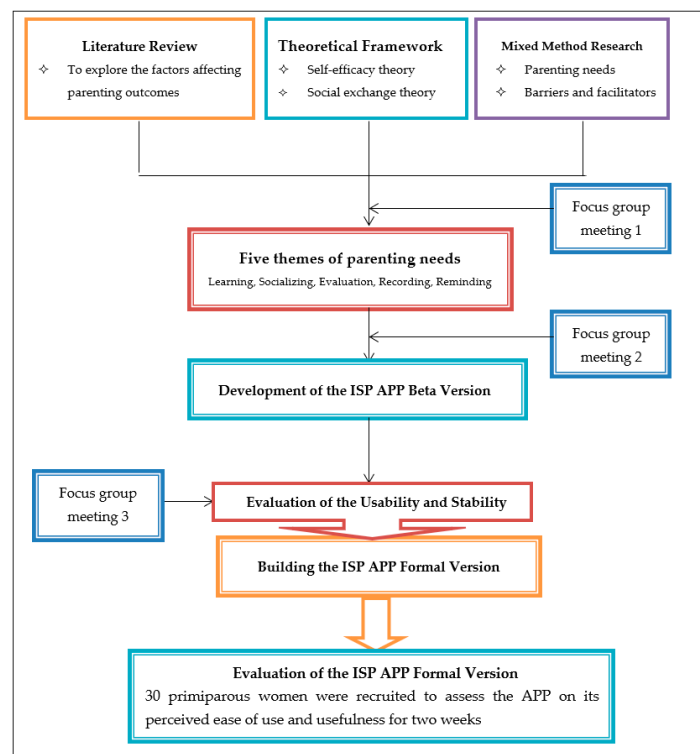 Literature Review
✧ To explore the factors affecting
parenting outcomes
Theoretical Framework
✧ Self-efficacy theory
✧ Social exchange theory
Mixed Method Research
✧ Parenting needs
✧ Barriers and facilitators
Focus group
meeting 1
Five themes of parenting needs
Learning, Socializing, Evaluation, Recording, Reminding
Focus group
meeting 2
Development of the ISP APP Beta Version
Focus group
meeting 3
Evaluation of the Usability and Stability
Building the ISP APP Formal Version
Evaluation of the ISP APP Formal Version
30 primiparous women were recruited to assess the APP on its
perceived ease of use and usefulness for two weeks